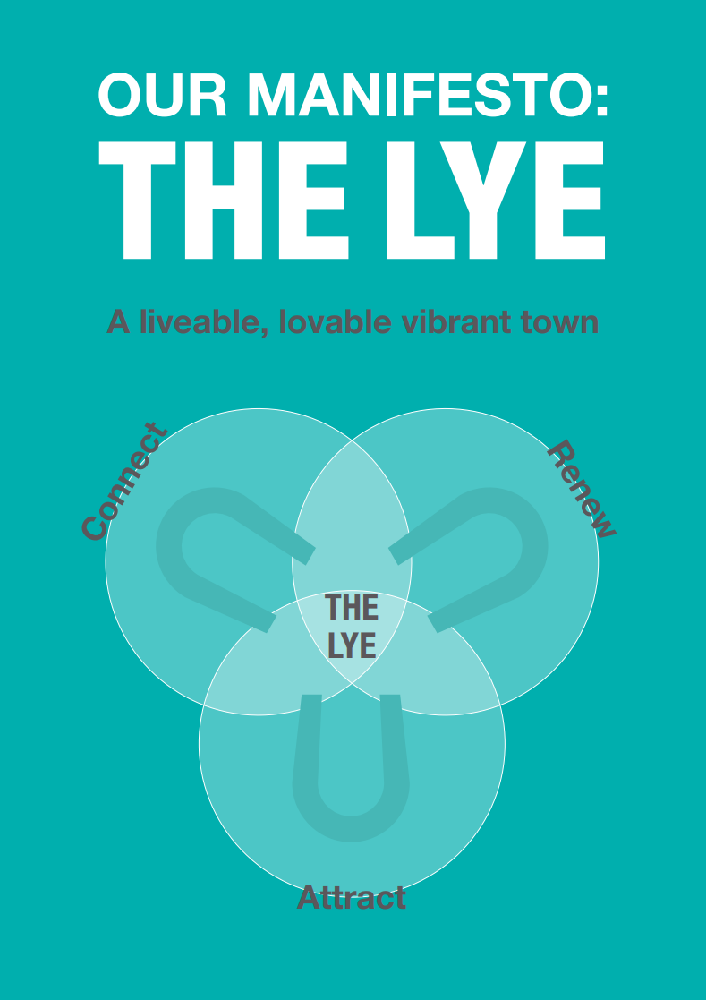 OUR MANIFESTO:
THE LYE
A liveable, lovable vibrant town
Connect
Renew
THE
LYE
Attract